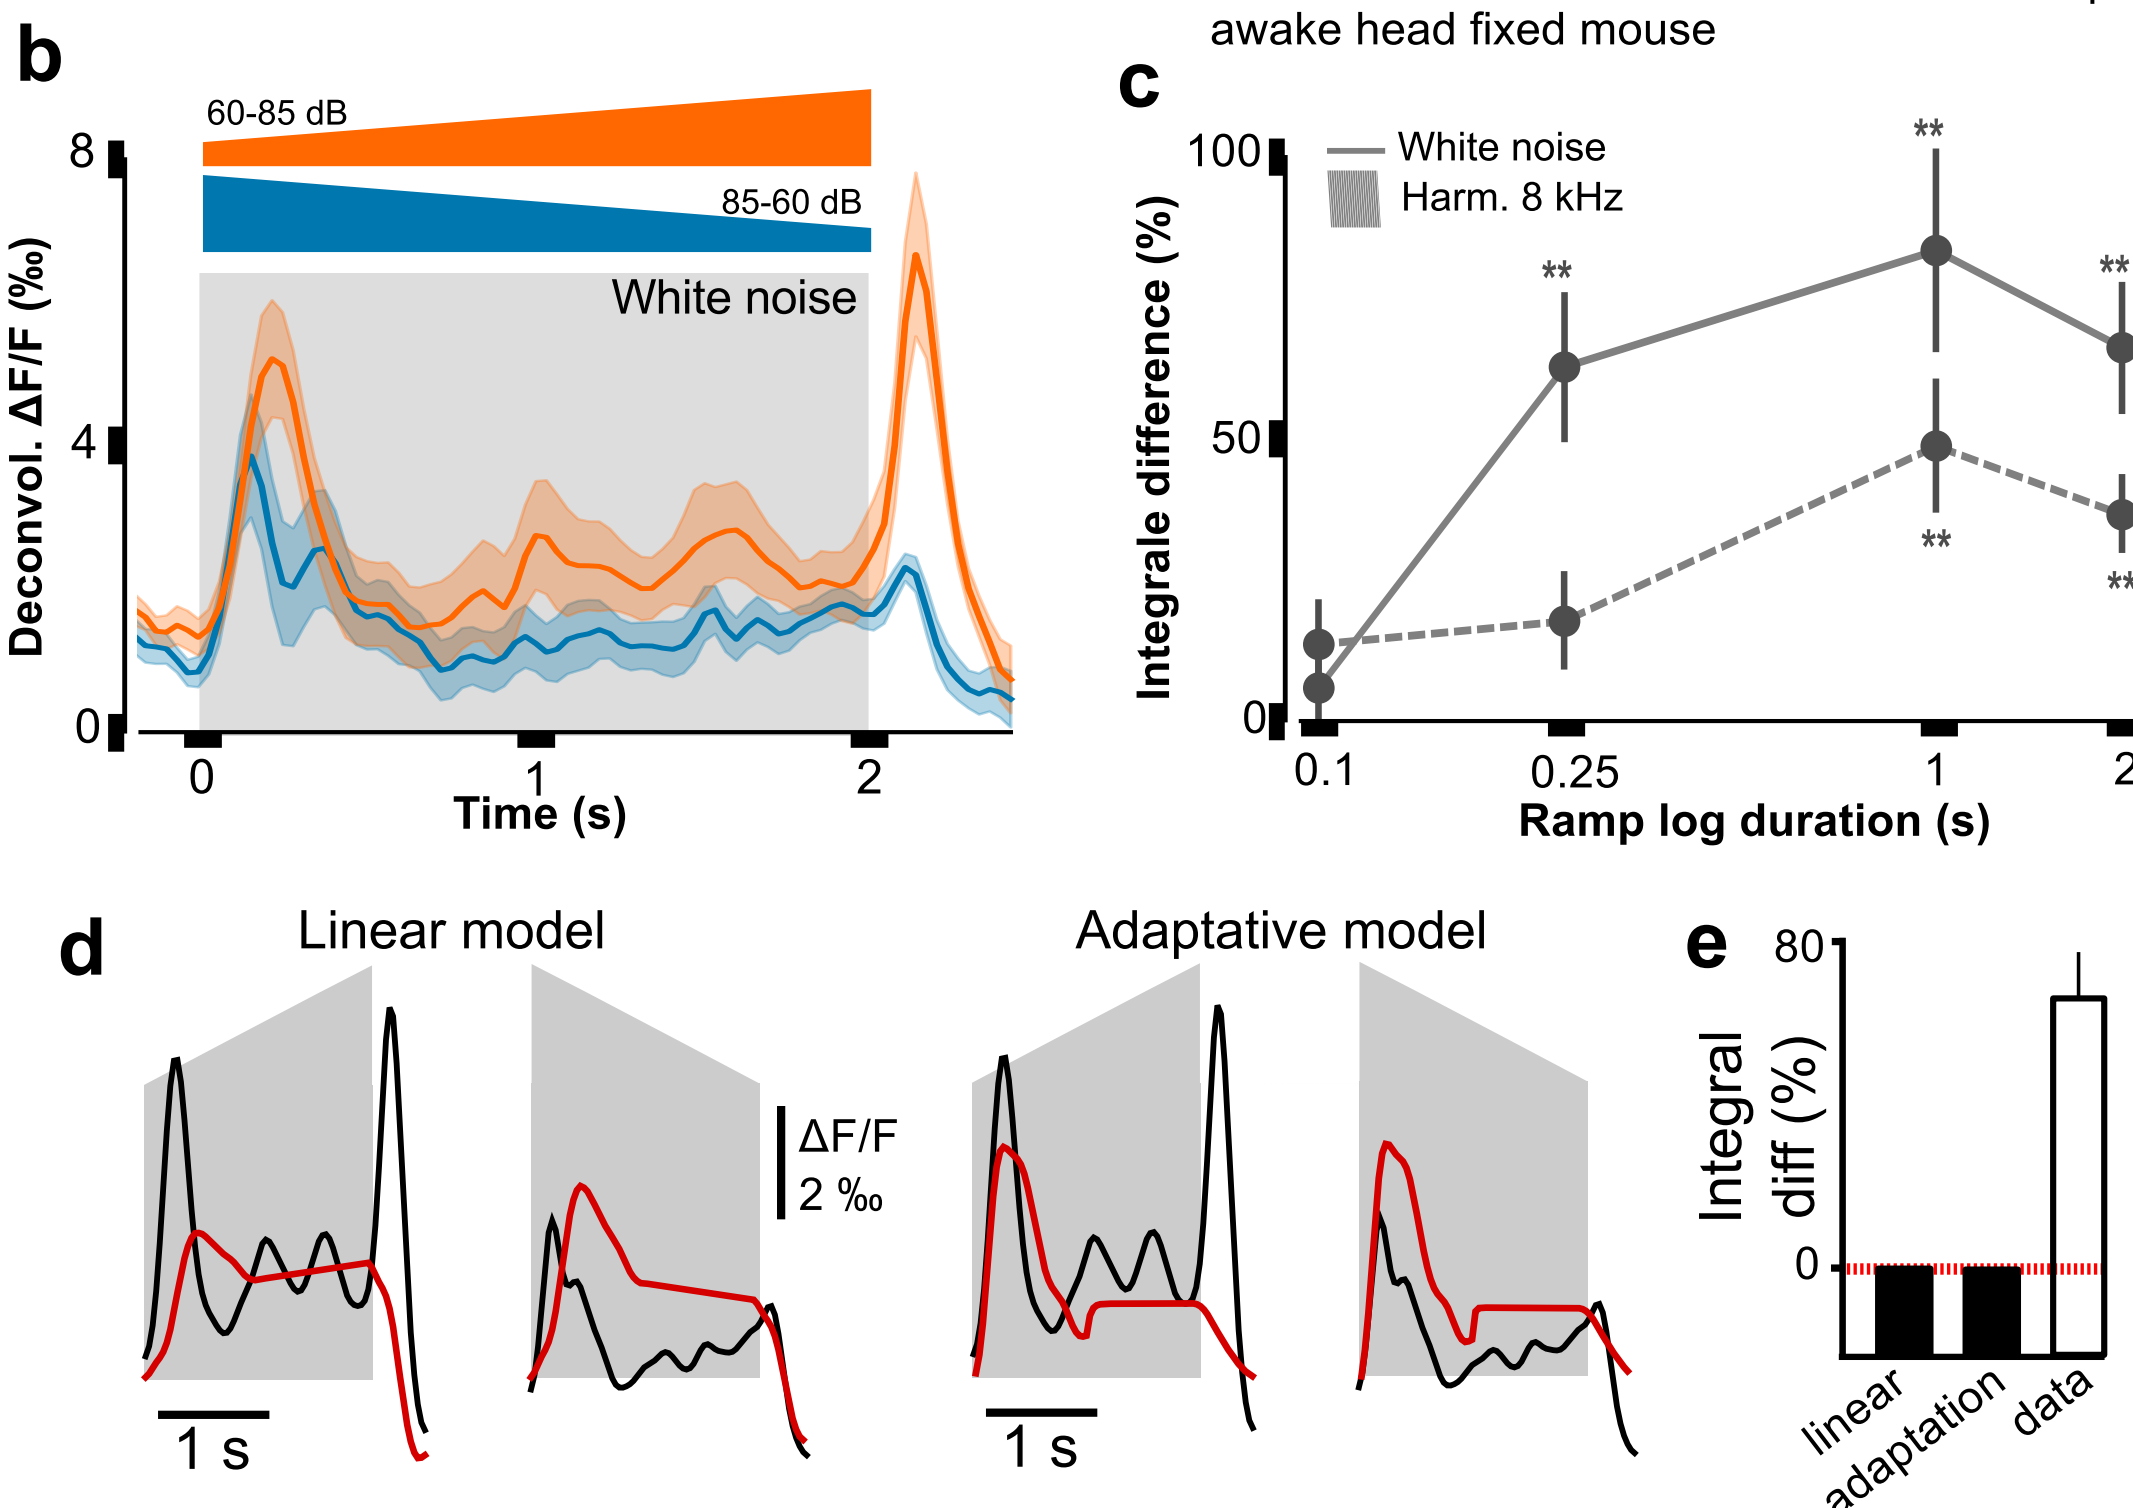 awake head fixed mouse
b
60-85 dB
85-60 dB
White noise
8
4
0
Deconvol. ΔF/F (‰)
0
1
2
Time (s)
c
White noise
Harm. 8 kHz
100
50
0
Integrale difference (%)
**
**
**
**
**
0.1
0.25
1
2
Ramp log duration (s)
d
Linear model
Adaptative model
ΔF/F
2 ‰
1 s
1 s
e
80
0
Integral
diff (%)
linear
adaptation
data